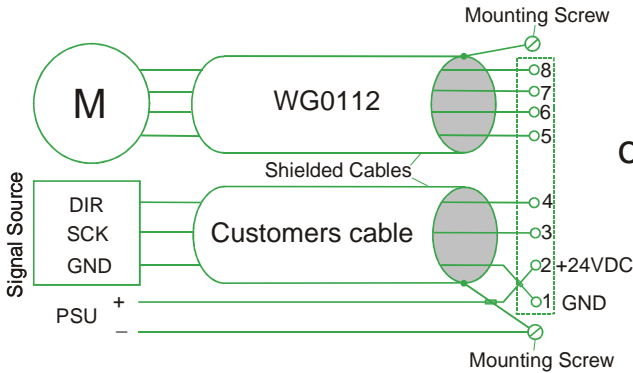 Mounting Screw
8
7
M
WG0112
6
5
Shielded Cables
Signal Source
DIR
4
SCK
Customers cable
3
GND
2 +24VDC
PSU
+
1 GND
–
Mounting Screw